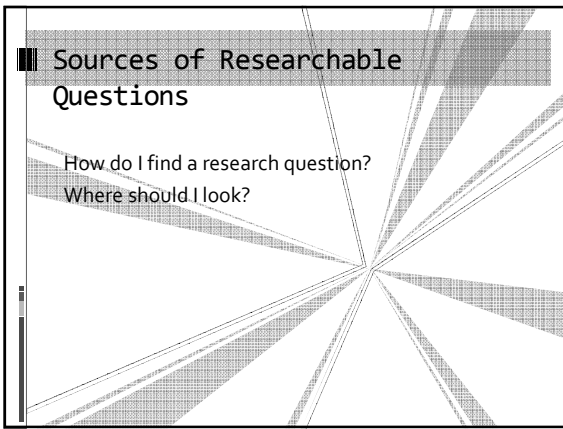 Sources of Researchable
Questions
How do I find a research question?
Where should I look?